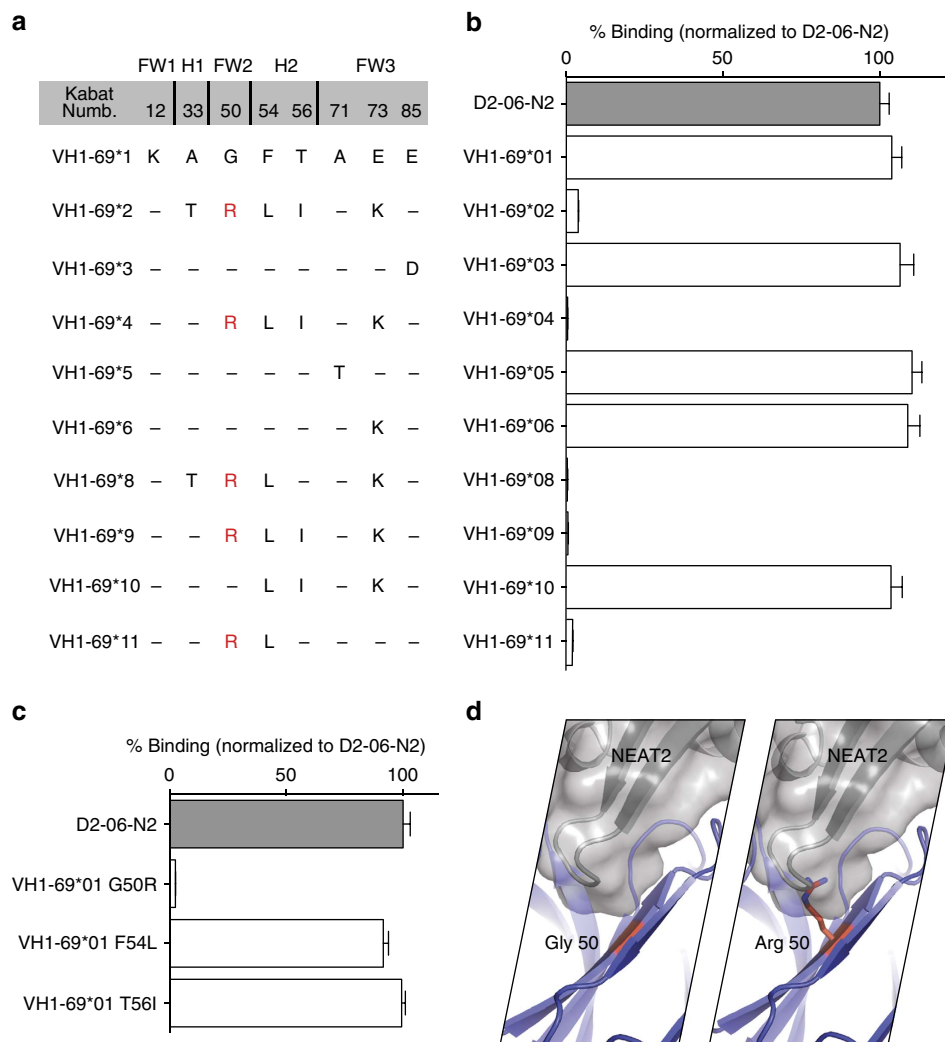 a
FW1 H1 FW2 H2 FW3
Kabat Numb. 12 33 50 54 56 71 73 85
VH1-69*1 K A G F T A E E
VH1-69*2 – T R L I – K –
VH1-69*3 – – – – – – – D
VH1-69*4 – – R L I – K –
VH1-69*5 – – – – – T – –
VH1-69*6 – – – – – – K –
VH1-69*8 – T R L – – K –
VH1-69*9 – – R L I – K –
VH1-69*10 – – – L I – K –
VH1-69*11 – – R L – – – –
b
% Binding (normalized to D2-06-N2)
0 100
D2-06-N2
VH1-69*01
VH1-69*02
VH1-69*03
VH1-69*04
VH1-69*05
VH1-69*06
VH1-69*08
VH1-69*09
VH1-69*10
VH1-69*11
c
% Binding (normalized to D2-06-N2)
0 50 100
D2-06-N2
VH1-69*01 G50R
VH1-69*01 F54L
VH1-69*01 T56I
d
NEAT2 NEAT2
Gly 50 Arg 50